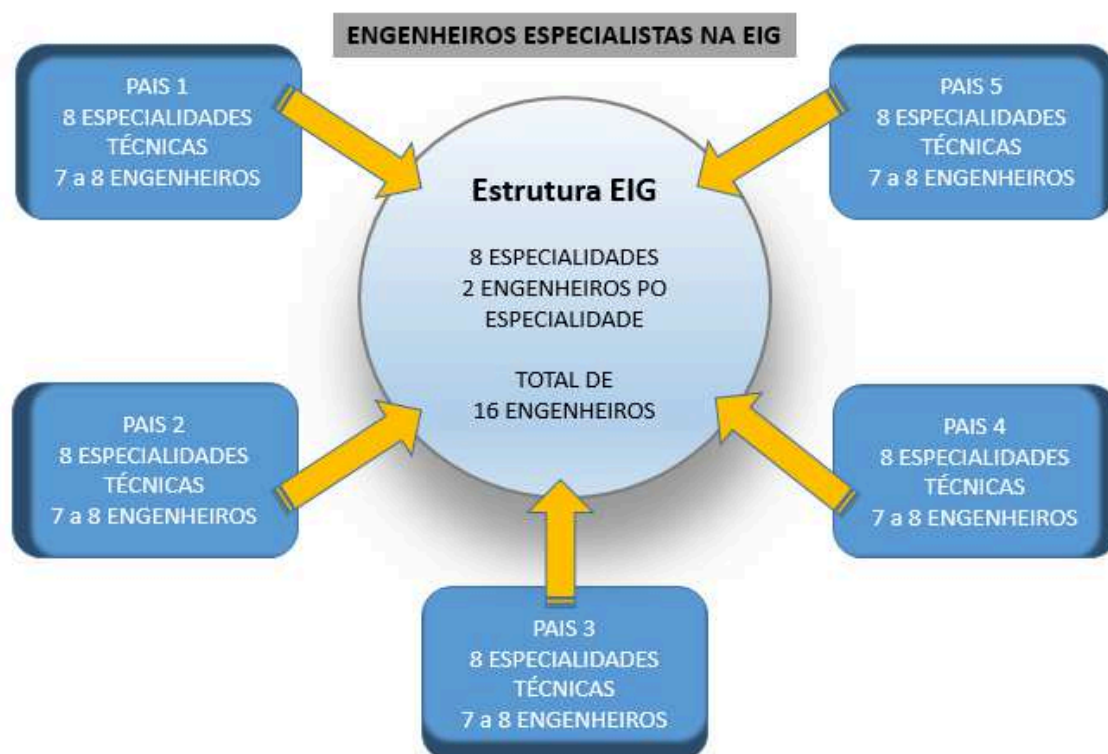 ENGENHEIROS ESPECIALISTAS NA EIG
PAIS 1
8 ESPECIALIDADES
TÉCNICAS
7 a 8 ENGENHEIROS
PAIS 5
8 ESPECIALIDADES
TÉCNICAS
7 a 8 ENGENHEIROS
Estrutura EIG
8 ESPECIALIDADES
2 ENGENHEIROS PO
ESPECIALIDADE
TOTAL DE
16 ENGENHEIROS
PAIS 2
8 ESPECIALIDADES
TÉCNICAS
7 a 8 ENGENHEIROS
PAIS 4
8 ESPECIALIDADES
TÉCNICAS
7 a 8 ENGENHEIROS
PAIS 3
8 ESPECIALIDADES
TÉCNICAS
7 a 8 ENGENHEIROS